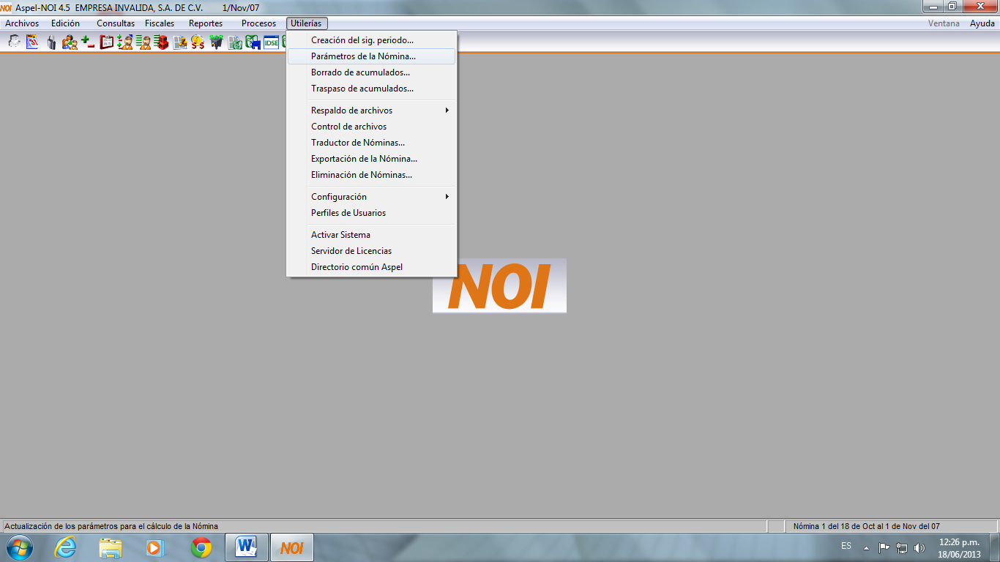 NOI Aspel-NOI 4.5 EMPRESA INVALIDA, S.A. DE C.V. 1/Nov/07
Archivos Edición Consultas Fiscales Reportes Procesos Utilerías Ventana Ayuda
IDSE
Creación del sig. periodo...
Parámetros de la Nómina...
Borrado de acumulados...
Traspaso de acumulados...
Respaldo de archivos
Control de archivos
Traductor de Nóminas...
Exportación de la Nómina...
Eliminación de Nóminas...
Configuración
Perfiles de Usuarios
Activar Sistema
Servidor de Licencias
Directorio común Aspel
NOI
Actualización de los parámetros para el cálculo de la Nómina Nómina 1 del 18 de Oct al 1 de Nov del 07
W NOI ES 12:26 p.m.
18/06/2013